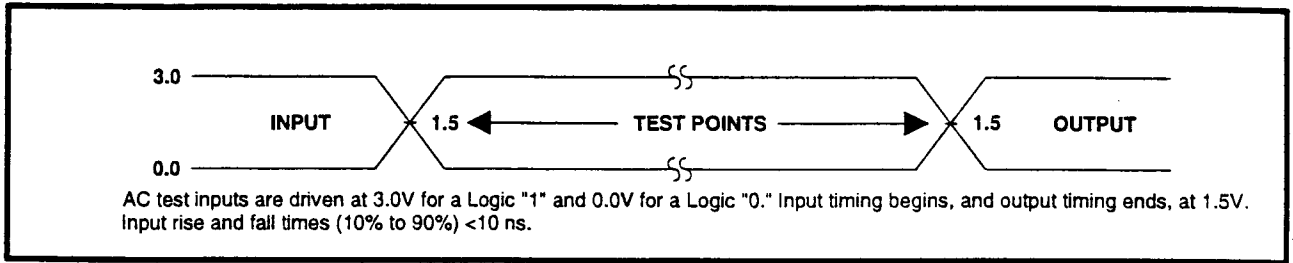 3.0
INPUT 1.5 TEST POINTS 1.5 OUTPUT
0.0
AC test inputs are driven at 3.0V for a Logic "1" and 0.0V for a Logic "0." Input timing begins, and output timing ends, at 1.5V.
Input rise and fall times (10% to 90%) <10 ns.